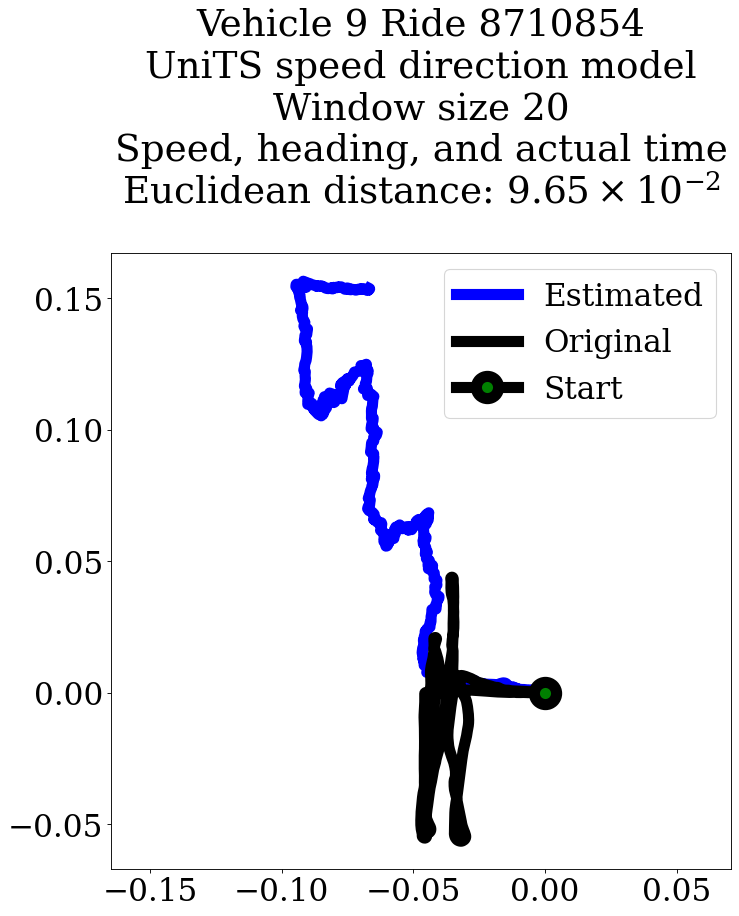 Vehicle 9 Ride 8710854
UniTS speed direction model
Window size 20
Speed, heading, and actual time
Euclidean distance: 9.65 × 10⁻²
Estimated
Original
Start
0.15
0.10
0.05
0.00
−0.05
−0.15
−0.10
−0.05
0.00
0.05